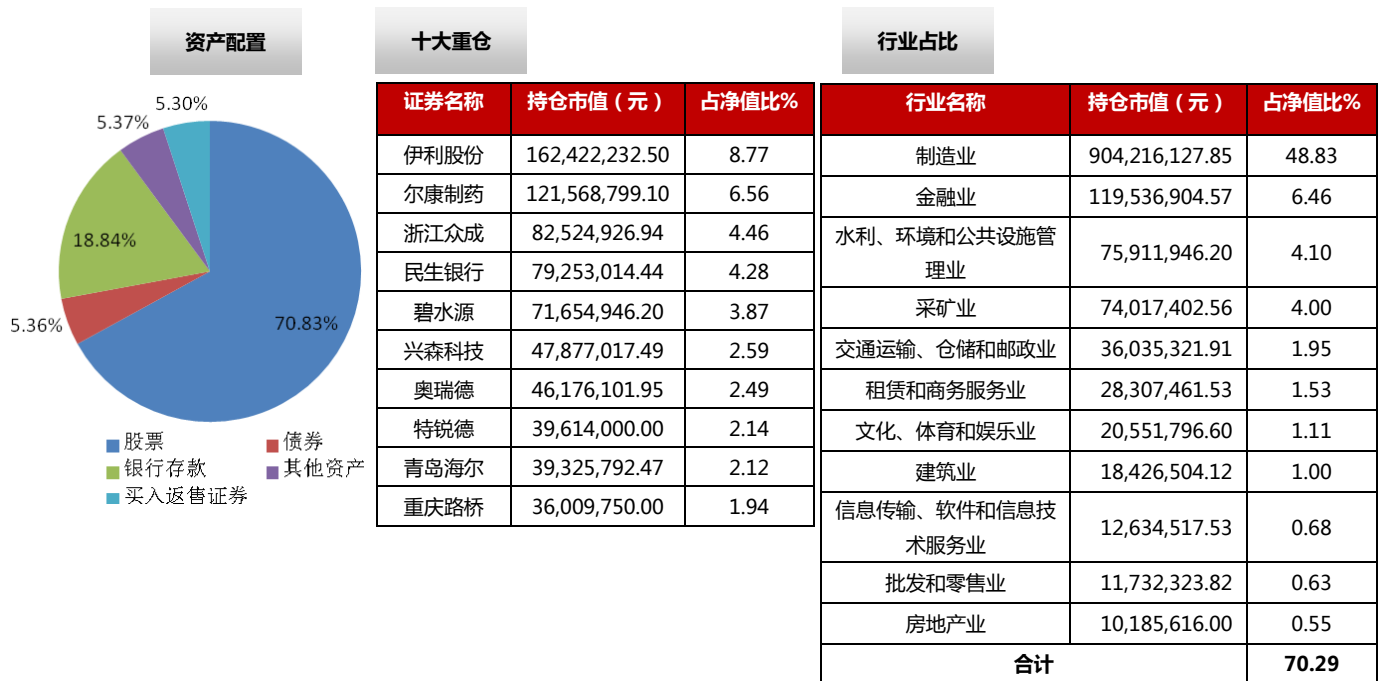 资产配置
5.30%
5.37%
18.84%
5.36%
70.83%
股票
债券
银行存款
其他资产
买入返售证券
十大重仓
证券名称 持仓市值（元） 占净值比%
伊利股份 162,422,232.50 8.77
尔康制药 121,568,799.10 6.56
浙江众成 82,524,926.94 4.46
民生银行 79,253,014.44 4.28
碧水源 71,654,946.20 3.87
兴森科技 47,877,017.49 2.59
奥瑞德 46,176,101.95 2.49
特锐德 39,614,000.00 2.14
青岛海尔 39,325,792.47 2.12
重庆路桥 36,009,750.00 1.94
行业占比
行业名称 持仓市值（元） 占净值比%
制造业 904,216,127.85 48.83
金融业 119,536,904.57 6.46
水利、环境和公共设施管
理业 75,911,946.20 4.10
采矿业 74,017,402.56 4.00
交通运输、仓储和邮政业 36,035,321.91 1.95
租赁和商务服务业 28,307,461.53 1.53
文化、体育和娱乐业 20,551,796.60 1.11
建筑业 18,426,504.12 1.00
信息传输、软件和信息技
术服务业 12,634,517.53 0.68
批发和零售业 11,732,323.82 0.63
房地产业 10,185,616.00 0.55
合计 70.29